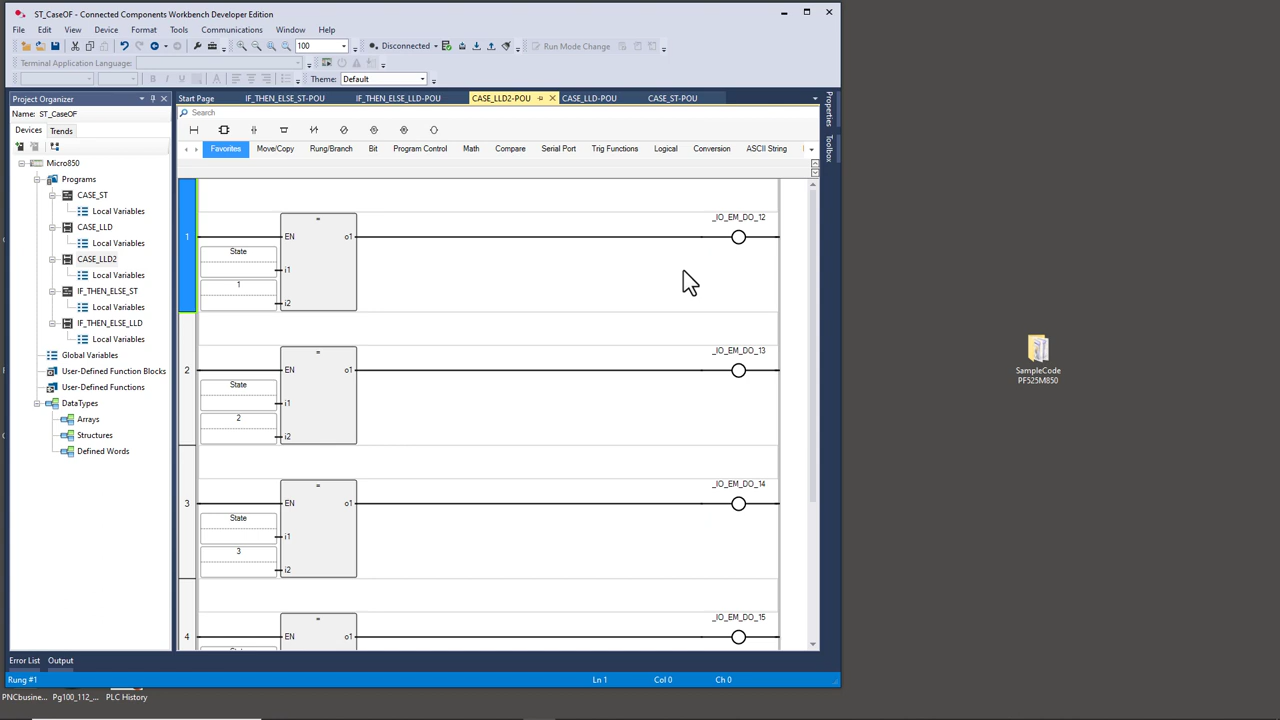 ST_CaseOF - Connected Components Workbench Developer Edition
File Edit View Device Format Tools Communications Window Help
100 Disconnected Run Mode Change
Terminal Application Language:
B I U A Theme: Default
Project Organizer
Name: ST_CaseOF
Devices Trends
Micro850
Programs
CASE_ST
Local Variables
CASE_LLD
Local Variables
CASE_LLD2
Local Variables
IF_THEN_ELSE_ST
Local Variables
IF_THEN_ELSE_LLD
Local Variables
Global Variables
User-Defined Function Blocks
User-Defined Functions
DataTypes
Arrays
Structures
Defined Words
Start Page IF_THEN_ELSE_ST-POU IF_THEN_ELSE_LLD-POU CASE_LLD2-POU CASE_LLD-POU CASE_ST-POU
Search
Favorites Move/Copy Rung/Branch Bit Program Control Math Compare Serial Port Trig Functions Logical Conversion ASCII String
_IO_EM_DO_12
=
1 EN o1
State
i1
1
i2
_IO_EM_DO_13
=
2 EN o1
State
i1
2
i2
_IO_EM_DO_14
=
3 EN o1
State
i1
3
i2
_IO_EM_DO_15
=
4 EN o1
Properties
Toolbox
Error List Output
Rung #1 Ln 1 Col 0 Ch 0
SampleCode
PF525M850
PNCbusine... Pg100_112_... PLC History